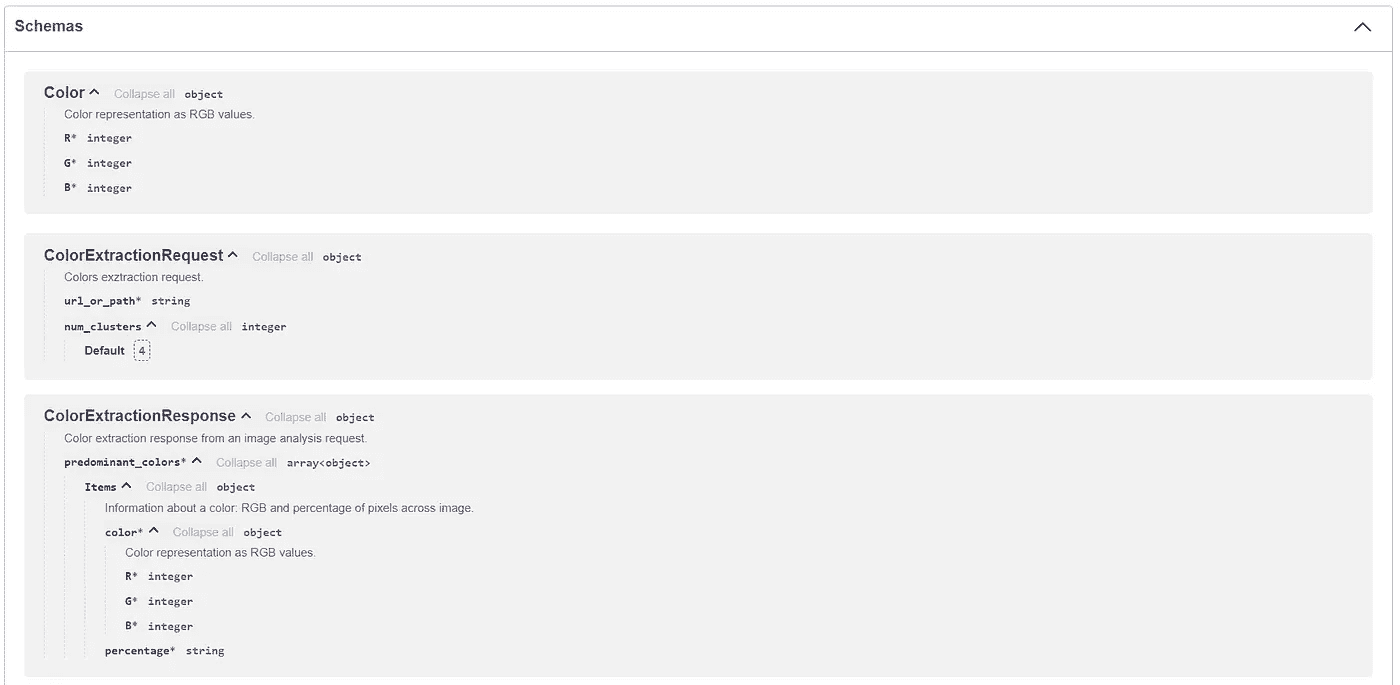 Schemas
Color Collapse all object
Color representation as RGB values.
R* integer
G* integer
B* integer
ColorExtractionRequest Collapse all object
Colors exztraction request.
url_or_path* string
num_clusters Collapse all integer
Default 4
ColorExtractionResponse Collapse all object
Color extraction response from an image analysis request.
predominant_colors* Collapse all array<object>
Items Collapse all object
Information about a color: RGB and percentage of pixels across image.
color* Collapse all object
Color representation as RGB values.
R* integer
G* integer
B* integer
percentage* string